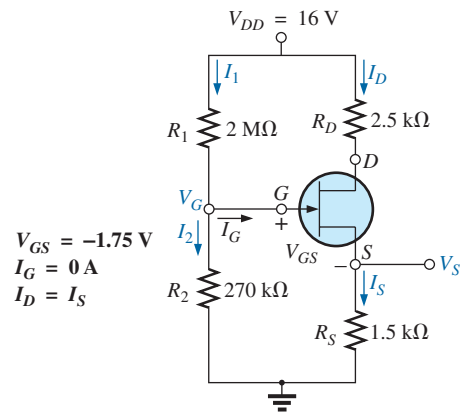 V_DD = 16 V
I_1
I_D
R_1 2 MΩ
R_D 2.5 kΩ
D
V_G
G
I_2
I_G
+
V_GS
S
−
V_S
V_GS = −1.75 V
I_G = 0 A
I_D = I_S
R_2 270 kΩ
I_S
R_S 1.5 kΩ